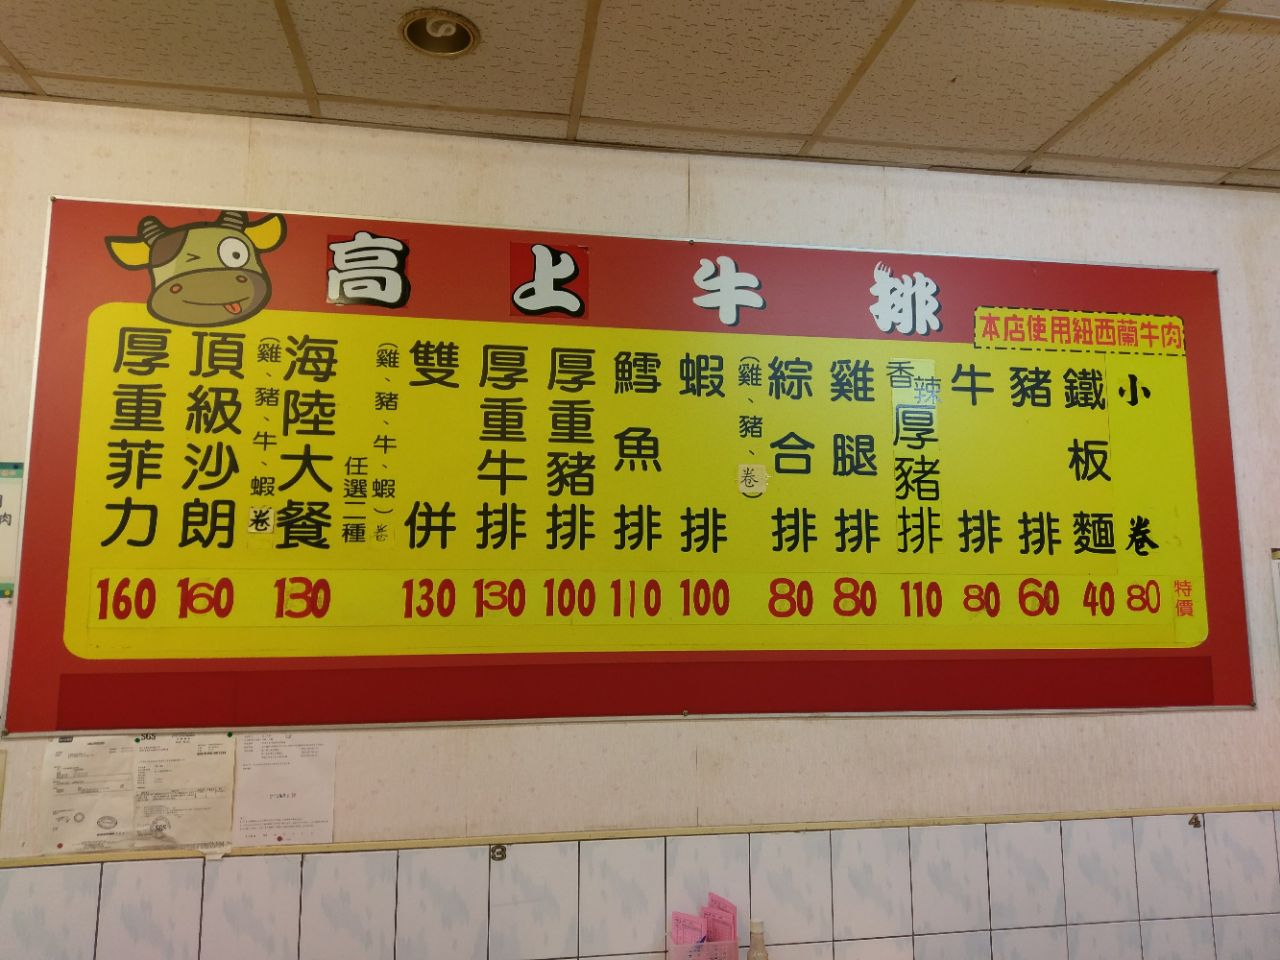 高上牛排
本店使用紐西蘭牛肉
小卷 80
鐵板麵 40
豬排 60
牛排 80
香辣厚豬排 110
雞腿排 80
綜合排 80
(雞、豬、卷)
蝦排 100
鱈魚排 110
厚重豬排 100
厚重牛排 130
雙併 130
(雞、豬、牛、蝦)卷
任選二種
海陸大餐 130
(雞、豬、牛、蝦
卷
頂級沙朗 160
厚重菲力 160
特價
肉
SGS
3
4